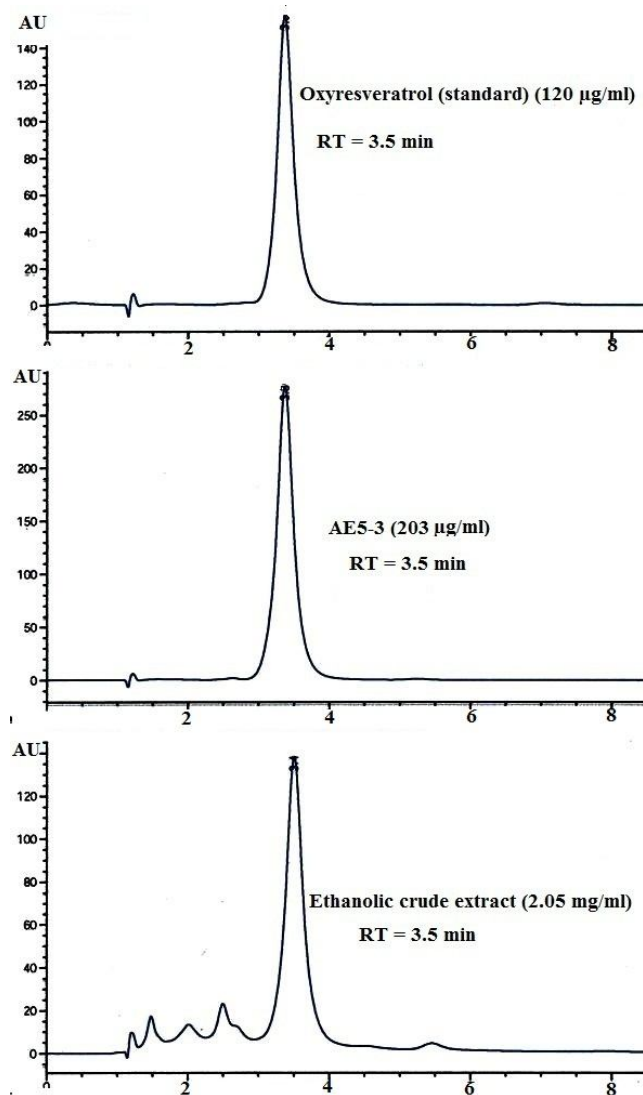 AU
140
120
100
80
60
40
20
0
Oxyresveratrol (standard) (120 µg/ml)
RT = 3.5 min
2 4 6 8
AU
250
200
150
100
50
0
AE5-3 (203 µg/ml)
RT = 3.5 min
2 4 6 8
AU
120
100
80
60
40
20
0
Ethanolic crude extract (2.05 mg/ml)
RT = 3.5 min
2 4 6 8